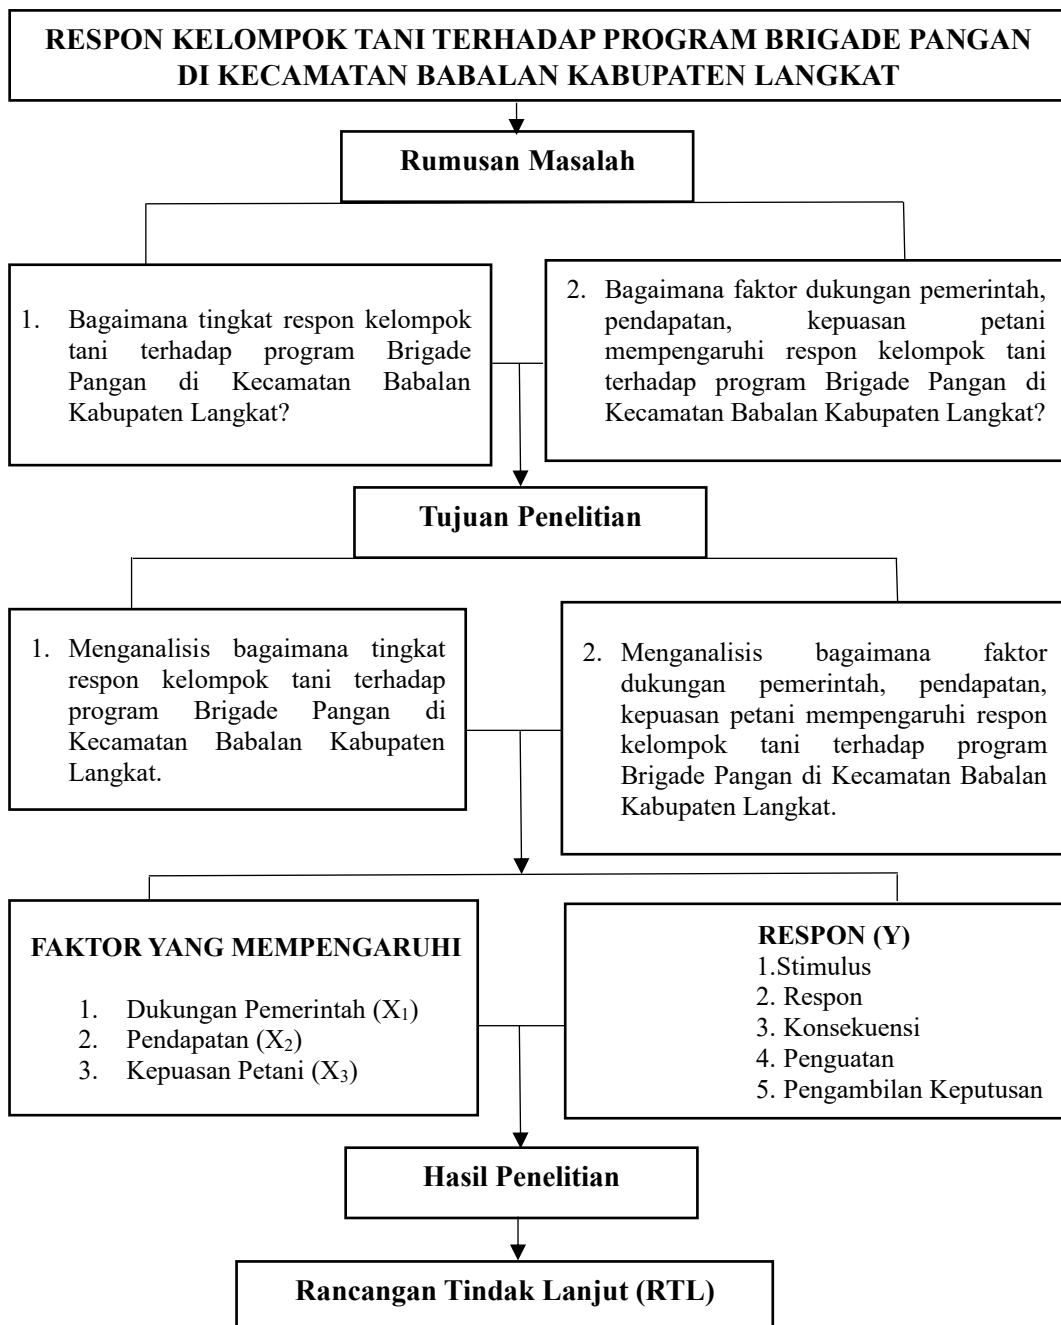 RESPON KELOMPOK TANI TERHADAP PROGRAM BRIGADE PANGAN
DI KECAMATAN BABALAN KABUPATEN LANGKAT
Rumusan Masalah
1. Bagaimana tingkat respon kelompok
tani terhadap program Brigade
Pangan di Kecamatan Babalan
Kabupaten Langkat?
2. Bagaimana faktor dukungan pemerintah,
pendapatan, kepuasan petani
mempengaruhi respon kelompok tani
terhadap program Brigade Pangan di
Kecamatan Babalan Kabupaten Langkat?
Tujuan Penelitian
1. Menganalisis bagaimana tingkat
respon kelompok tani terhadap
program Brigade Pangan di
Kecamatan Babalan Kabupaten
Langkat.
2. Menganalisis bagaimana faktor
dukungan pemerintah, pendapatan,
kepuasan petani mempengaruhi respon
kelompok tani terhadap program
Brigade Pangan di Kecamatan Babalan
Kabupaten Langkat.
FAKTOR YANG MEMPENGARUHI
1. Dukungan Pemerintah (X₁)
2. Pendapatan (X₂)
3. Kepuasan Petani (X₃)
RESPON (Y)
1.Stimulus
2. Respon
3. Konsekuensi
4. Penguatan
5. Pengambilan Keputusan
Hasil Penelitian
Rancangan Tindak Lanjut (RTL)